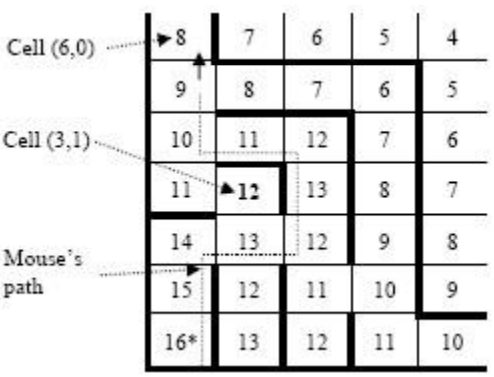 Cell (6,0) 8 7 6 5 4
9 8 7 6 5
Cell (3,1) 10 11 12 7 6
11 12 13 8 7
14 13 12 9 8
Mouse's
path
15 12 11 10 9
16* 13 12 11 10